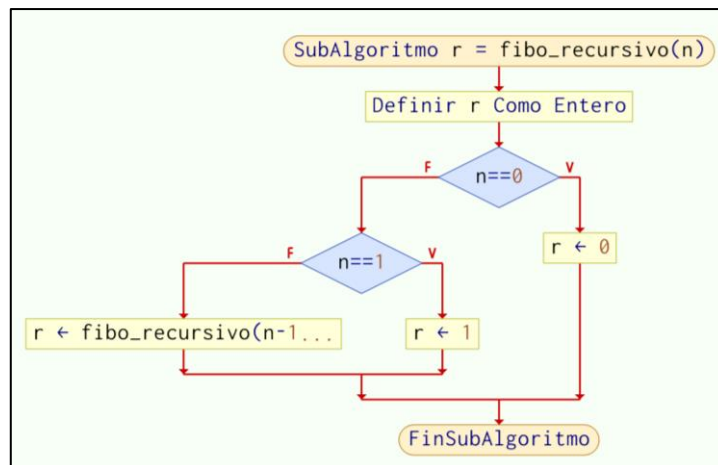 SubAlgoritmo r = fibo_recursivo(n)
Definir r Como Entero
F
n==0
V
r ← 0
F
n==1
V
r ← fibo_recursivo(n-1...
r ← 1
FinSubAlgoritmo